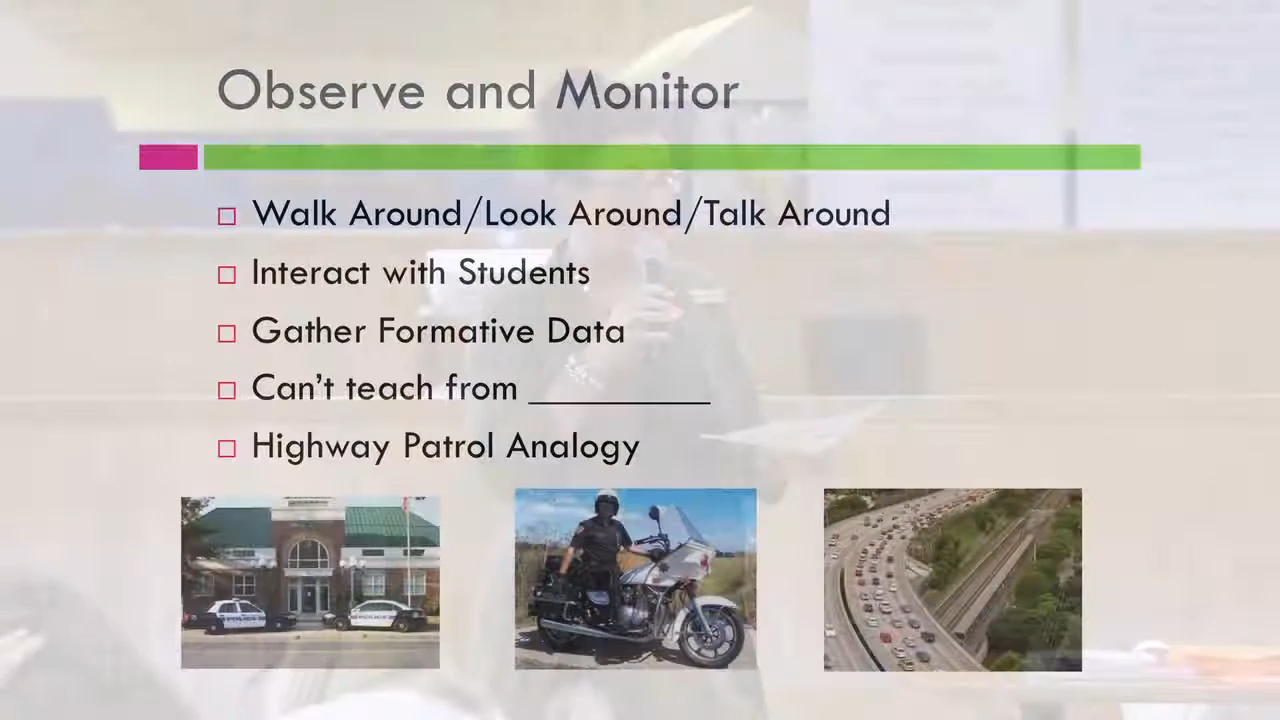 Observe and Monitor
Walk Around/Look Around/Talk Around
Interact with Students
Gather Formative Data
Can't teach from __________
Highway Patrol Analogy